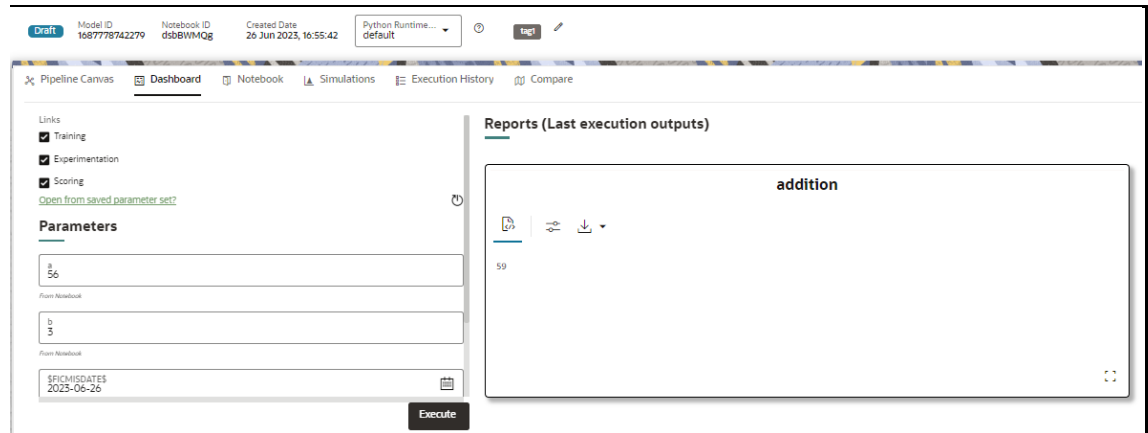 Draft
Model ID
1687778742279
Notebook ID
dsbBWMQg
Created Date
26 Jun 2023, 16:55:42
Python Runtime...
default
tag1
Pipeline Canvas Dashboard Notebook Simulations Execution History Compare
Links
Training
Experimentation
Scoring
Open from saved parameter set?
Parameters
a
56
From Notebook
b
3
From Notebook
$FICMISDATE$
2023-06-26
Execute
Reports (Last execution outputs)
addition
59